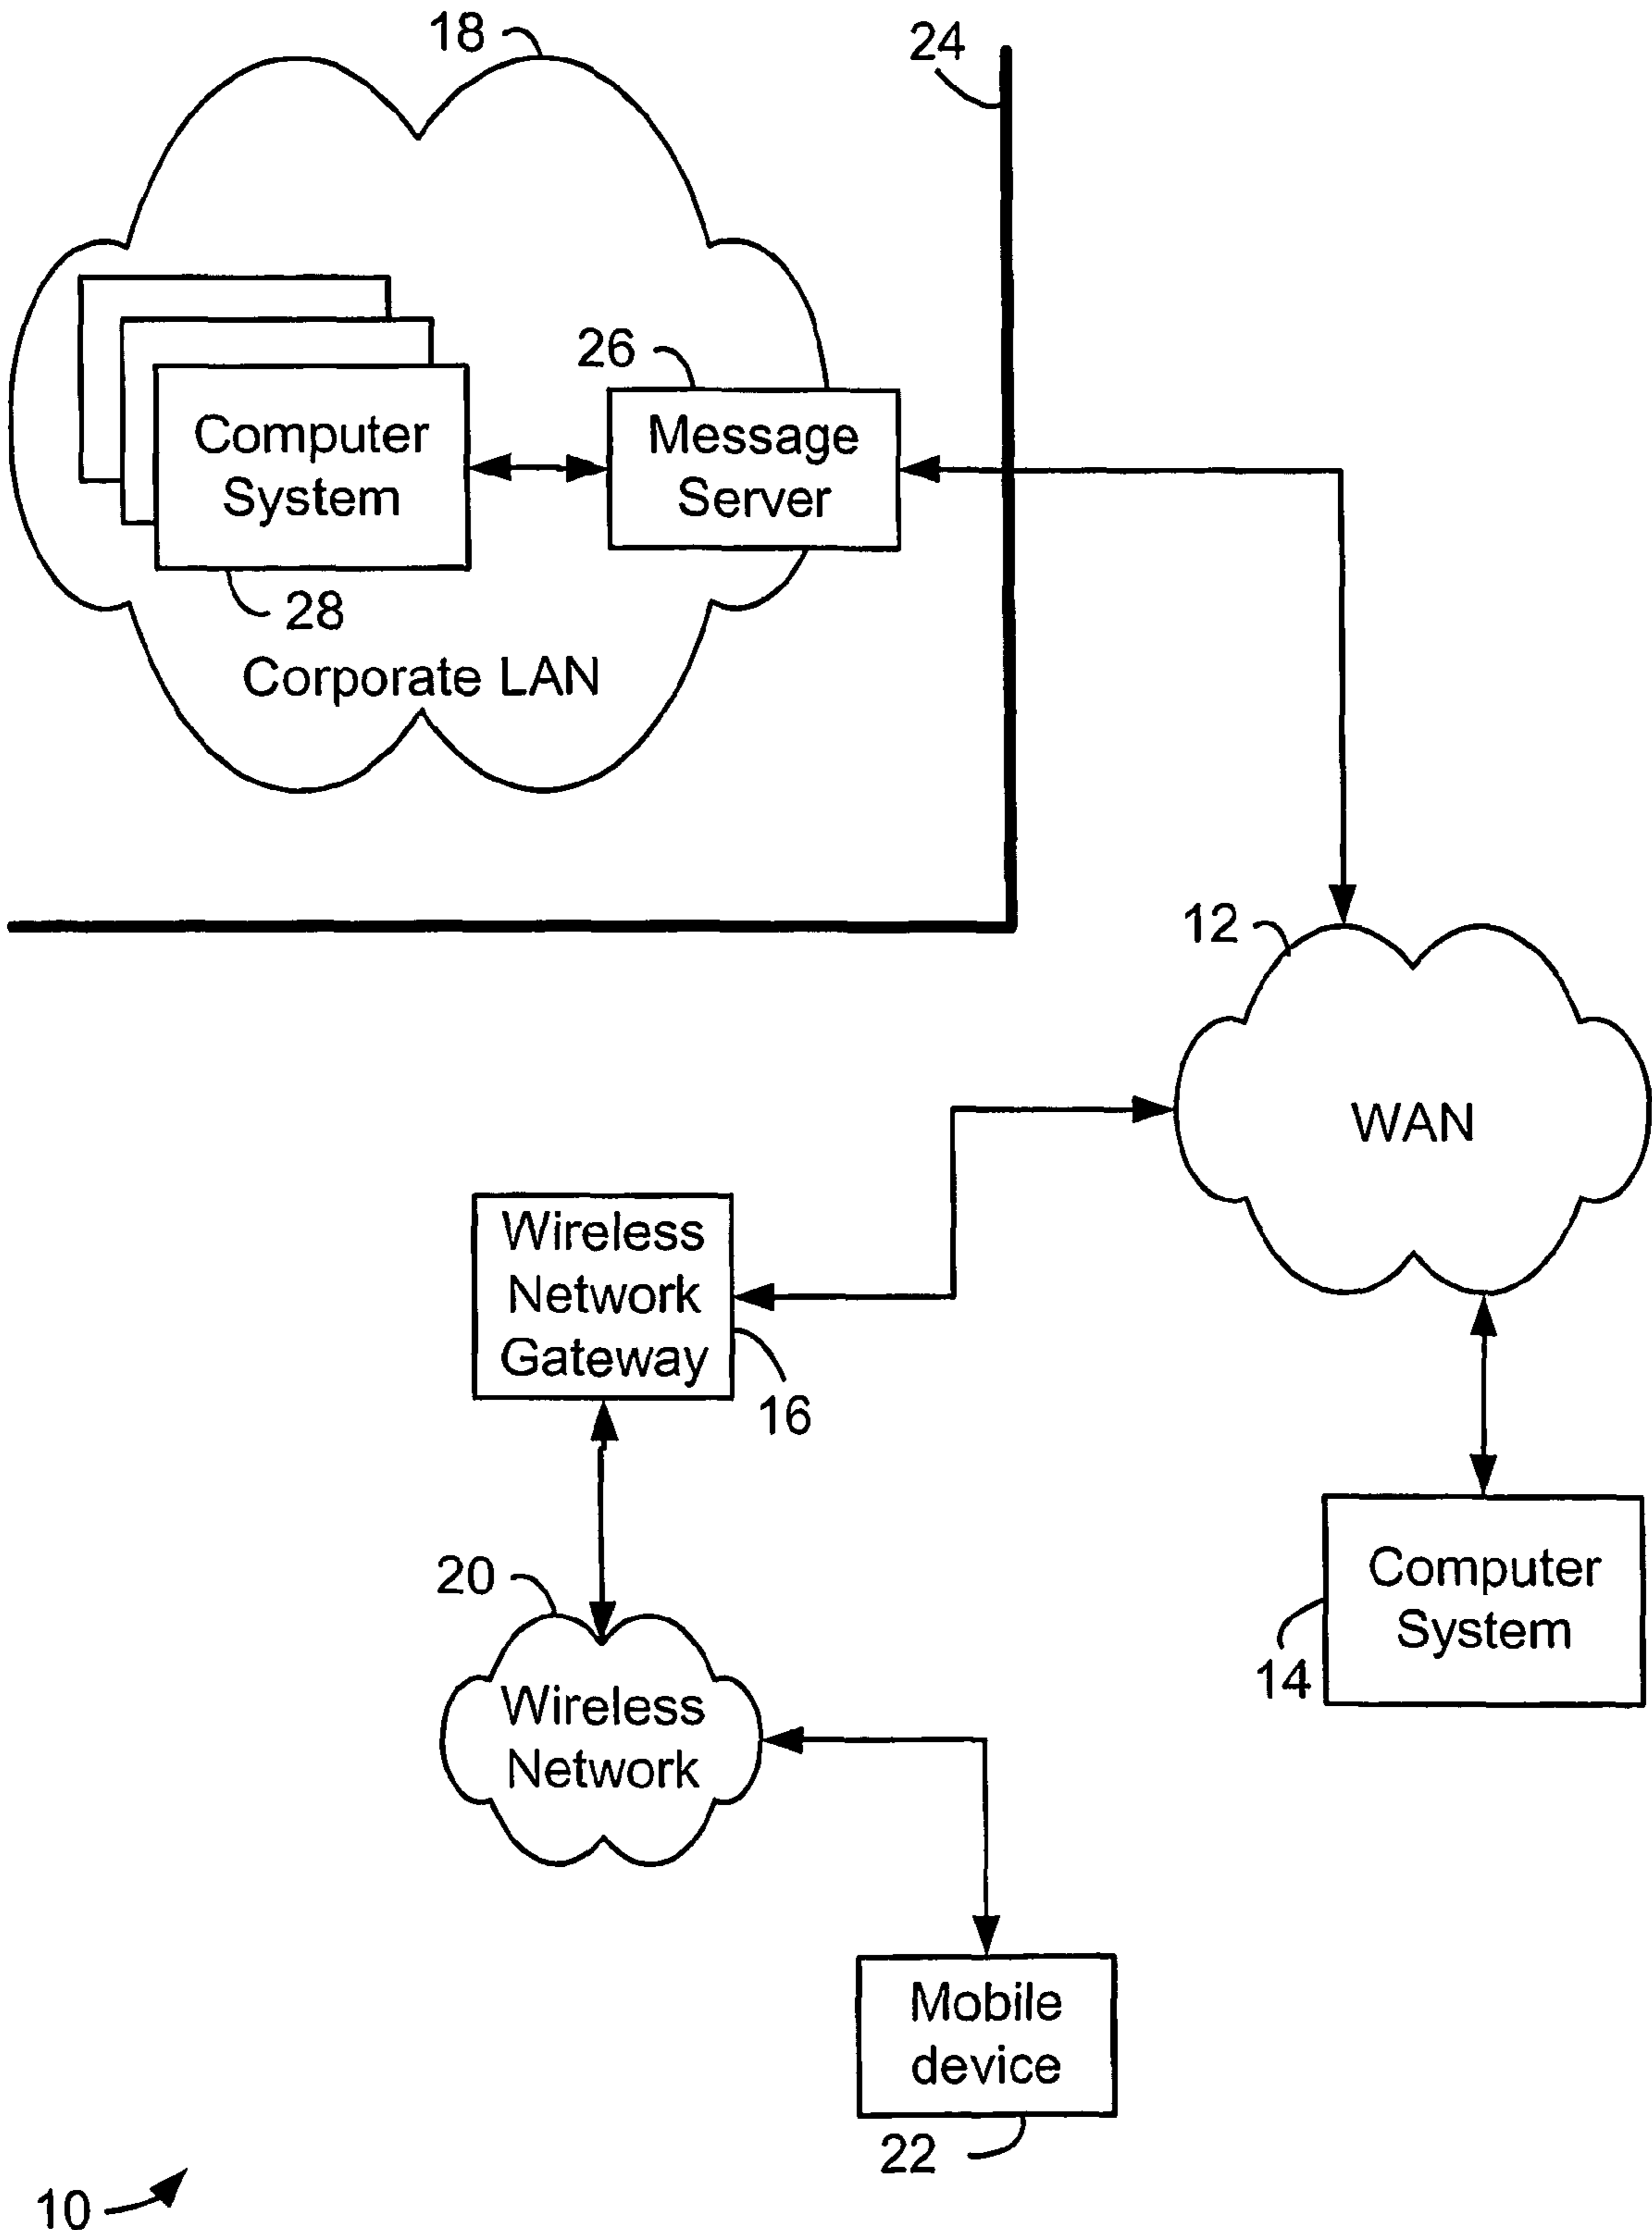 18
24
26
Computer
System
Message
Server
28
Corporate LAN
12
WAN
Wireless
Network
Gateway
16
20
Computer
System
14
Wireless
Network
Mobile
device
22
10